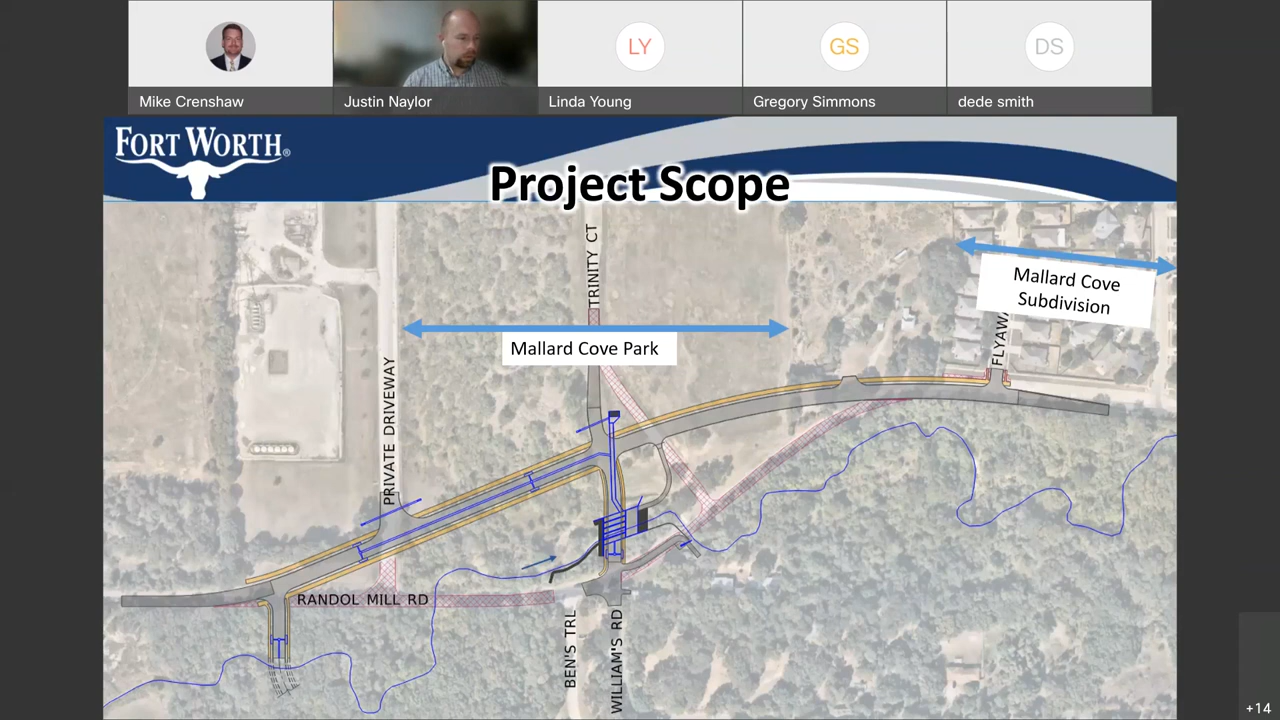 LY
GS
DS
Mike Crenshaw
Justin Naylor
Linda Young
Gregory Simmons
dede smith
FORT WORTH®
Project Scope
TRINITY CT
Mallard Cove
Subdivision
Mallard Cove Park
PRIVATE DRIVEWAY
RANDOL MILL RD
BEN'S TRL
WILLIAM'S RD
+14